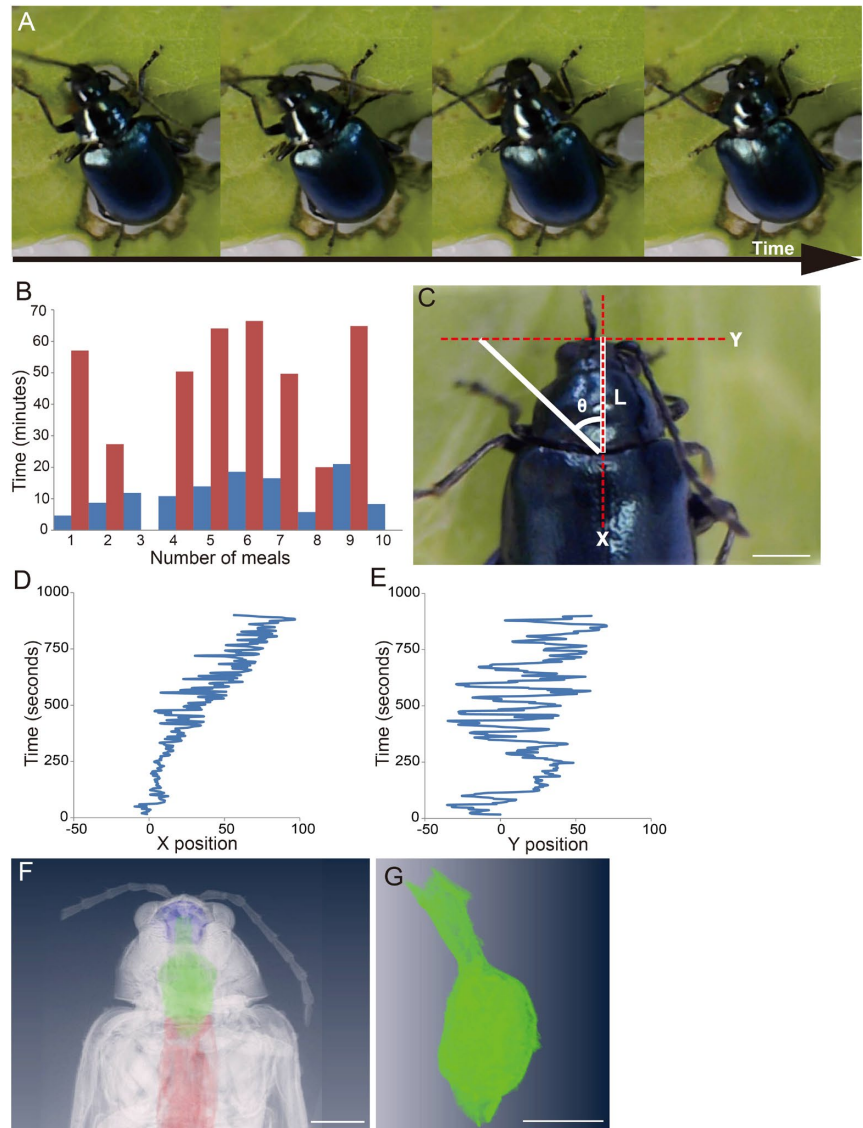 A
Time
B
Time (minutes)
70
60
50
40
30
20
10
0
1 2 3 4 5 6 7 8 9 10
Number of meals
C
Y
θ
L
X
D
Time (seconds)
1000
750
500
250
0
-50 0 50 100
X position
E
Time (seconds)
1000
750
500
250
0
-50 0 50 100
Y position
F
G